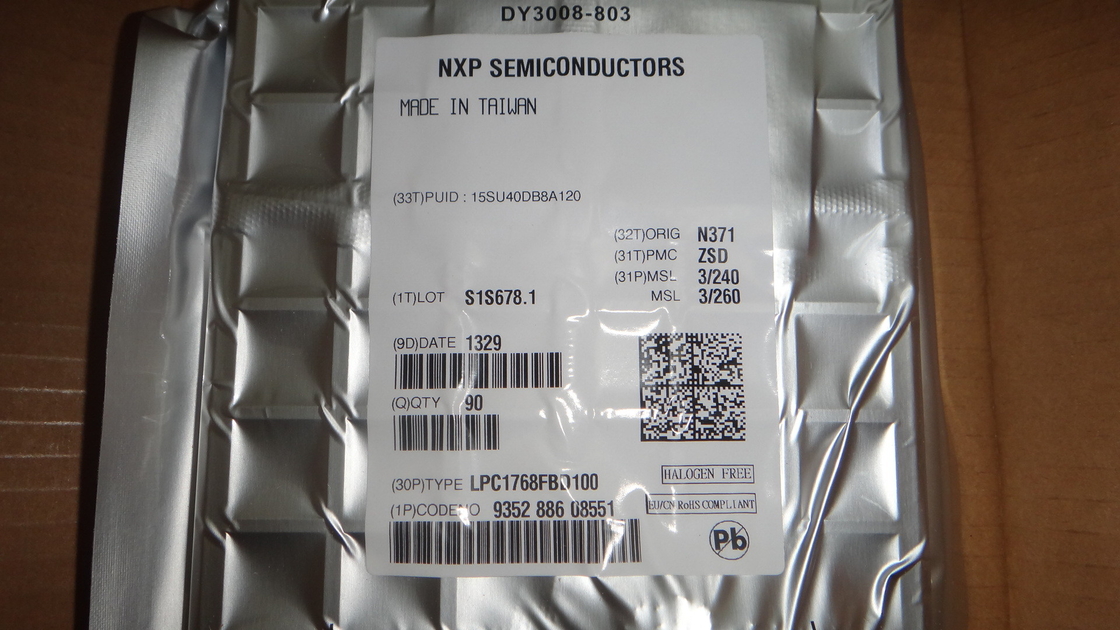 DY3008-803
NXP SEMICONDUCTORS
MADE IN TAIWAN
(33T)PUID : 15SU40DB8A120
(32T)ORIG N371
(31T)PMC ZSD
(31P)MSL 3/240
(1T)LOT S1S678.1 MSL 3/260
(9D)DATE 1329
(Q)QTY 90
HALOGEN FREE
(30P)TYPE LPC1768FBD100
EU/CN RoHS COMPLIANT
(1P)CODENO 9352 886 08551
Pb